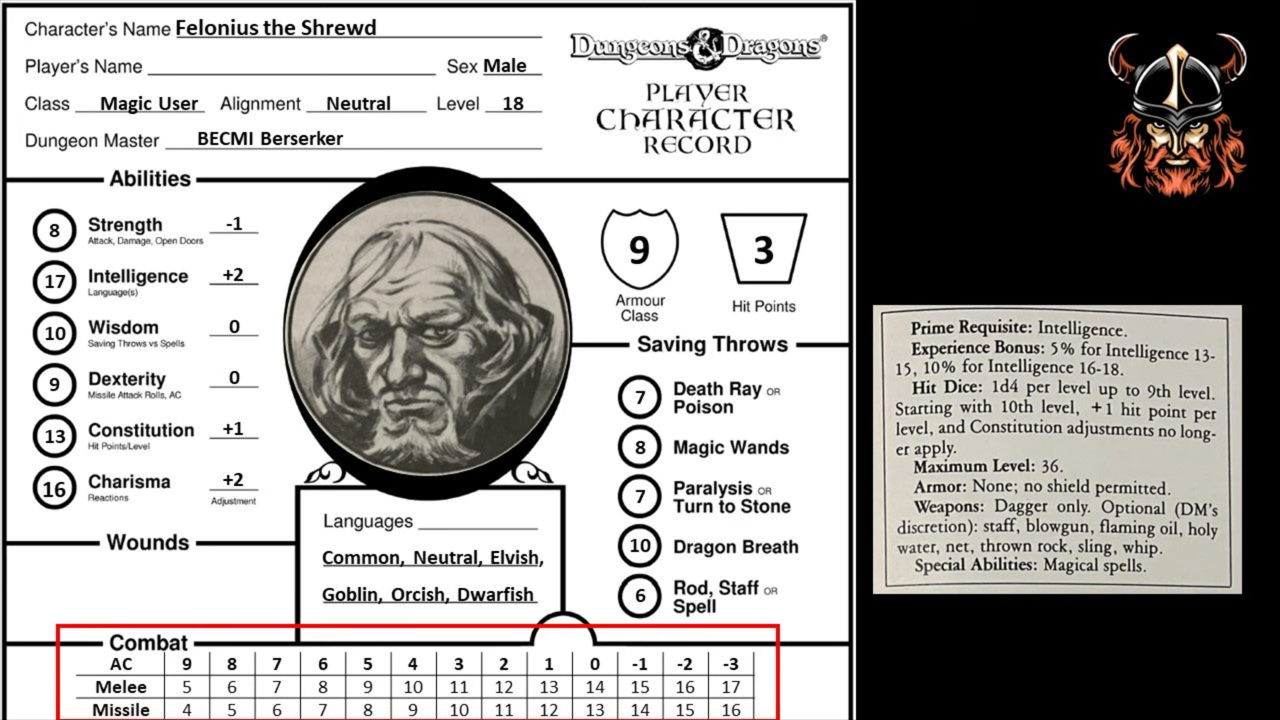 Character's Name Felonius the Shrewd
Player's Name Sex Male
Class Magic User Alignment Neutral Level 18
Dungeon Master BECMI Berserker
Dungeons & Dragons®
PLAYER
CHARACTER
RECORD
Abilities
8 Strength -1
Attack, Damage, Open Doors
17 Intelligence +2
Language(s)
10 Wisdom 0
Saving Throws vs Spells
9 Dexterity 0
Missile Attack Rolls, AC
13 Constitution +1
Hit Points/Level
16 Charisma +2
Reactions Adjustment
Wounds
9
Armour
Class
3
Hit Points
Saving Throws
7 Death Ray OR
Poison
8 Magic Wands
7 Paralysis OR
Turn to Stone
10 Dragon Breath
6 Rod, Staff OR
Spell
Languages
Common, Neutral, Elvish,
Goblin, Orcish, Dwarfish
Combat
AC 9 8 7 6 5 4 3 2 1 0 -1 -2 -3
Melee 5 6 7 8 9 10 11 12 13 14 15 16 17
Missile 4 5 6 7 8 9 10 11 12 13 14 15 16
Prime Requisite: Intelligence.
Experience Bonus: 5% for Intelligence 13-
15, 10% for Intelligence 16-18.
Hit Dice: 1d4 per level up to 9th level.
Starting with 10th level, +1 hit point per
level, and Constitution adjustments no long-
er apply.
Maximum Level: 36.
Armor: None; no shield permitted.
Weapons: Dagger only. Optional (DM's
discretion): staff, blowgun, flaming oil, holy
water, net, thrown rock, sling, whip.
Special Abilities: Magical spells.